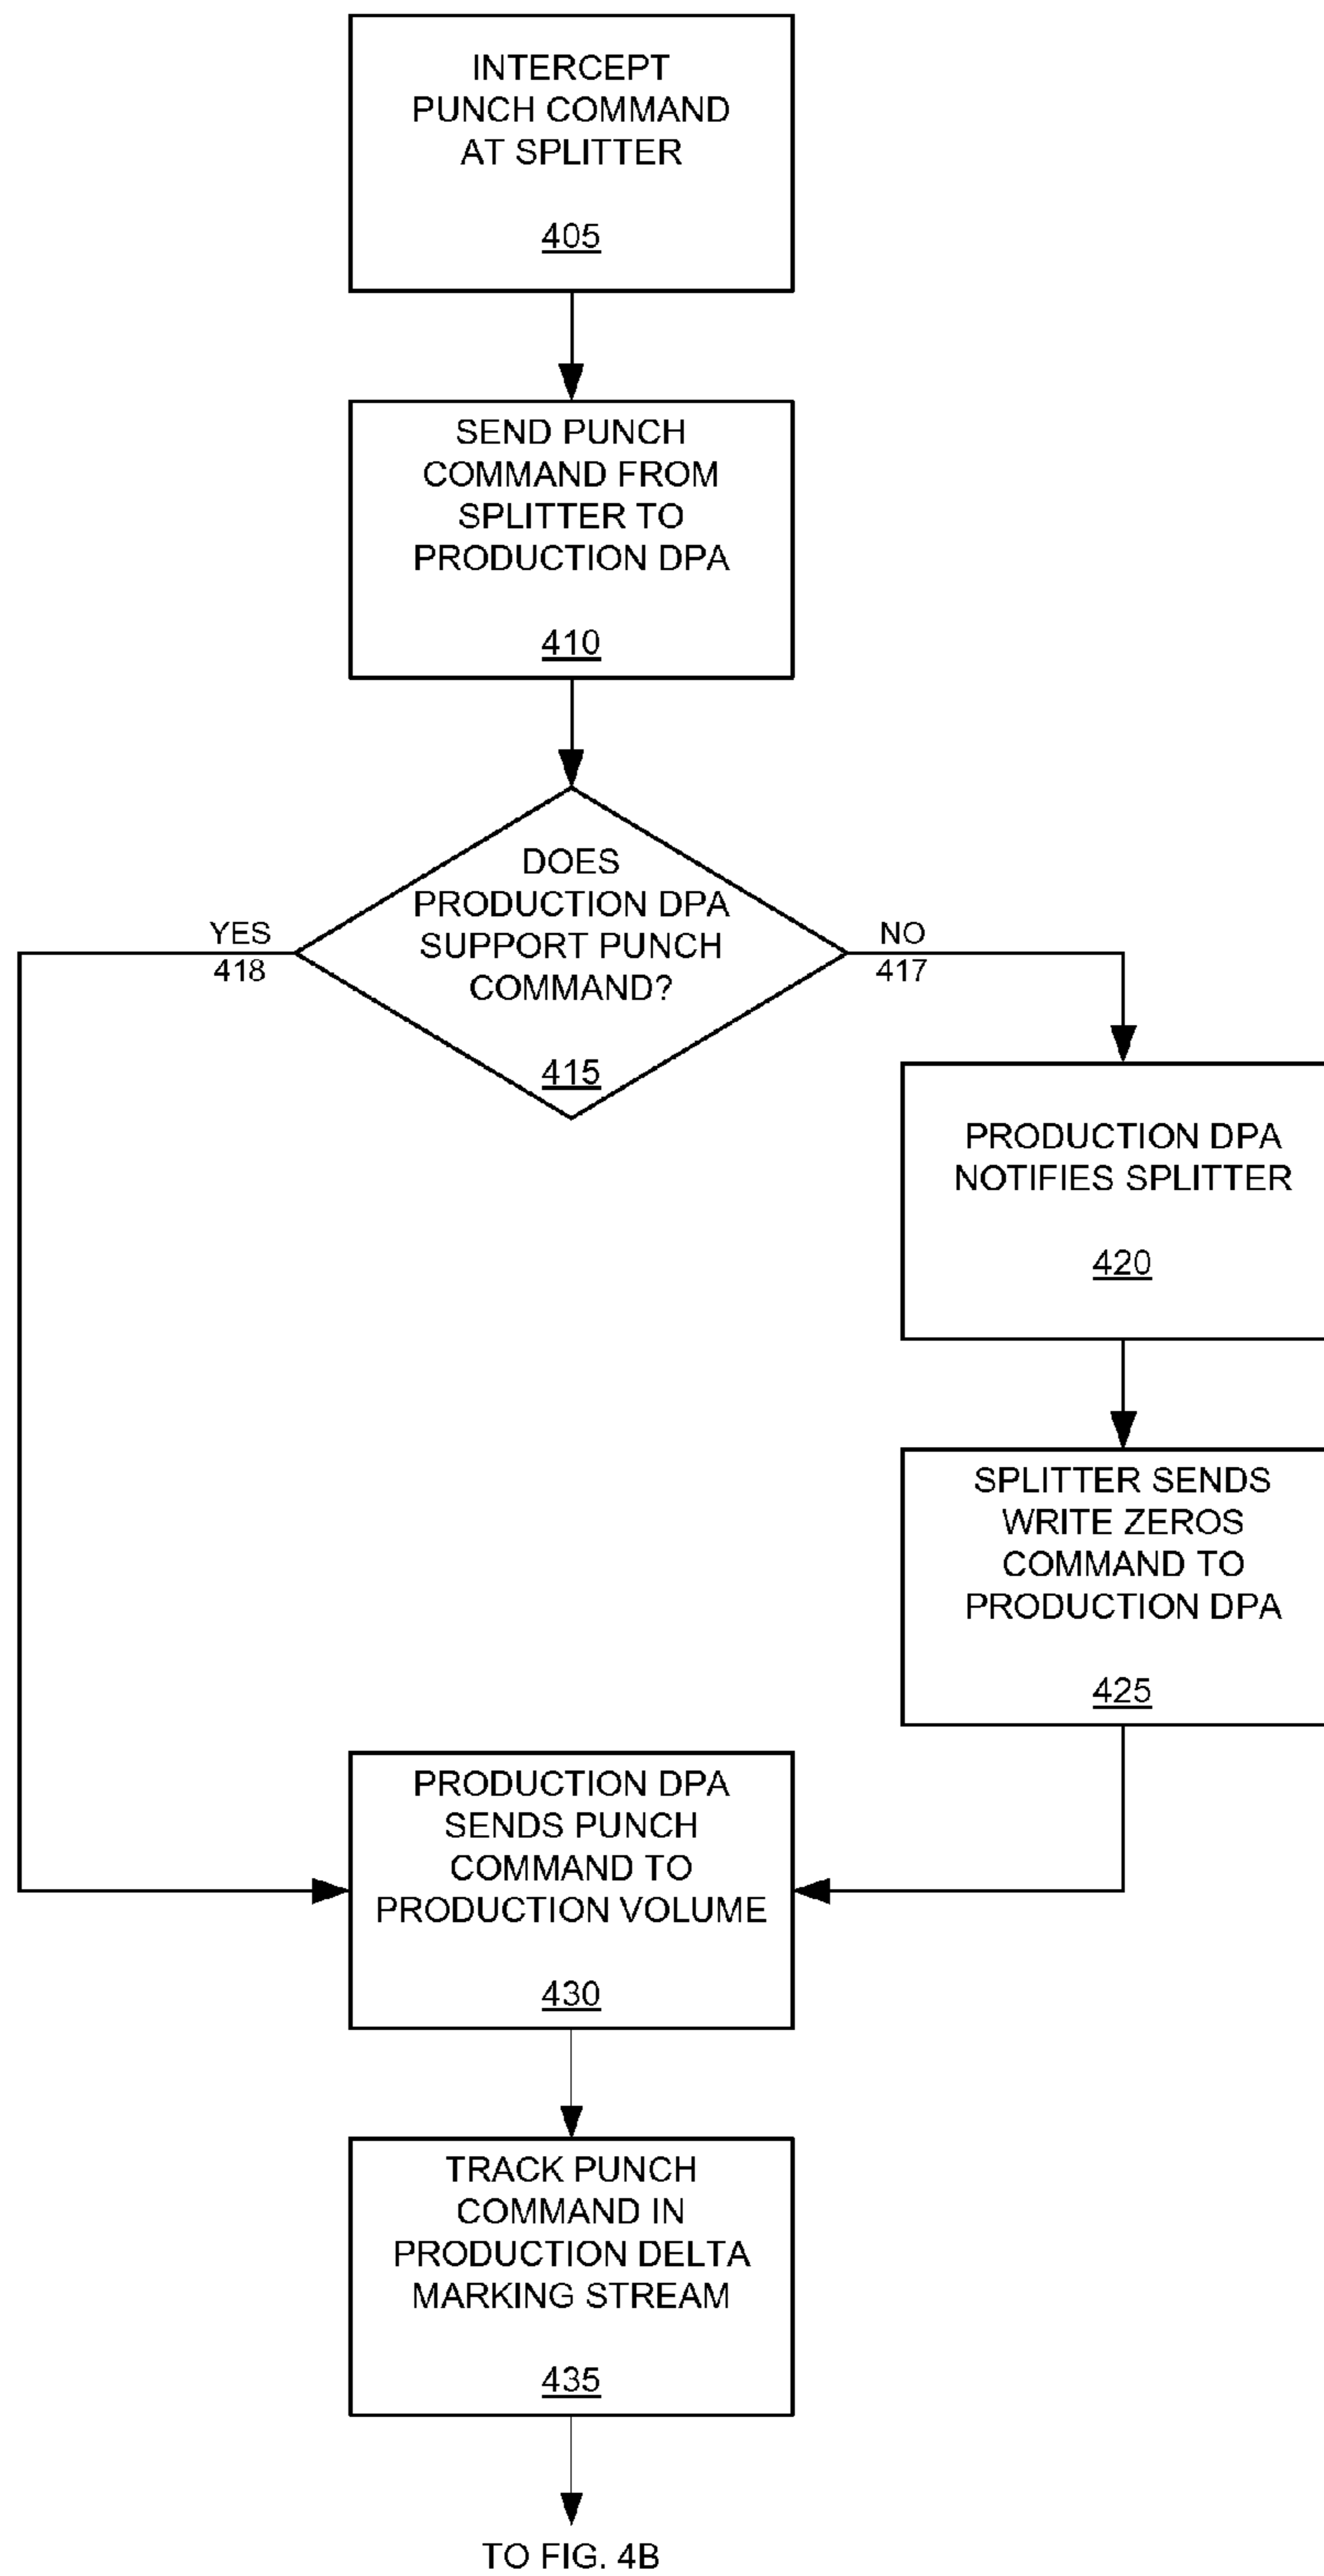 INTERCEPT
PUNCH COMMAND
AT SPLITTER
405
SEND PUNCH
COMMAND FROM
SPLITTER TO
PRODUCTION DPA
410
DOES
PRODUCTION DPA
SUPPORT PUNCH
COMMAND?
415
YES
418
NO
417
PRODUCTION DPA
NOTIFIES SPLITTER
420
SPLITTER SENDS
WRITE ZEROS
COMMAND TO
PRODUCTION DPA
425
PRODUCTION DPA
SENDS PUNCH
COMMAND TO
PRODUCTION VOLUME
430
TRACK PUNCH
COMMAND IN
PRODUCTION DELTA
MARKING STREAM
435
TO FIG. 4B